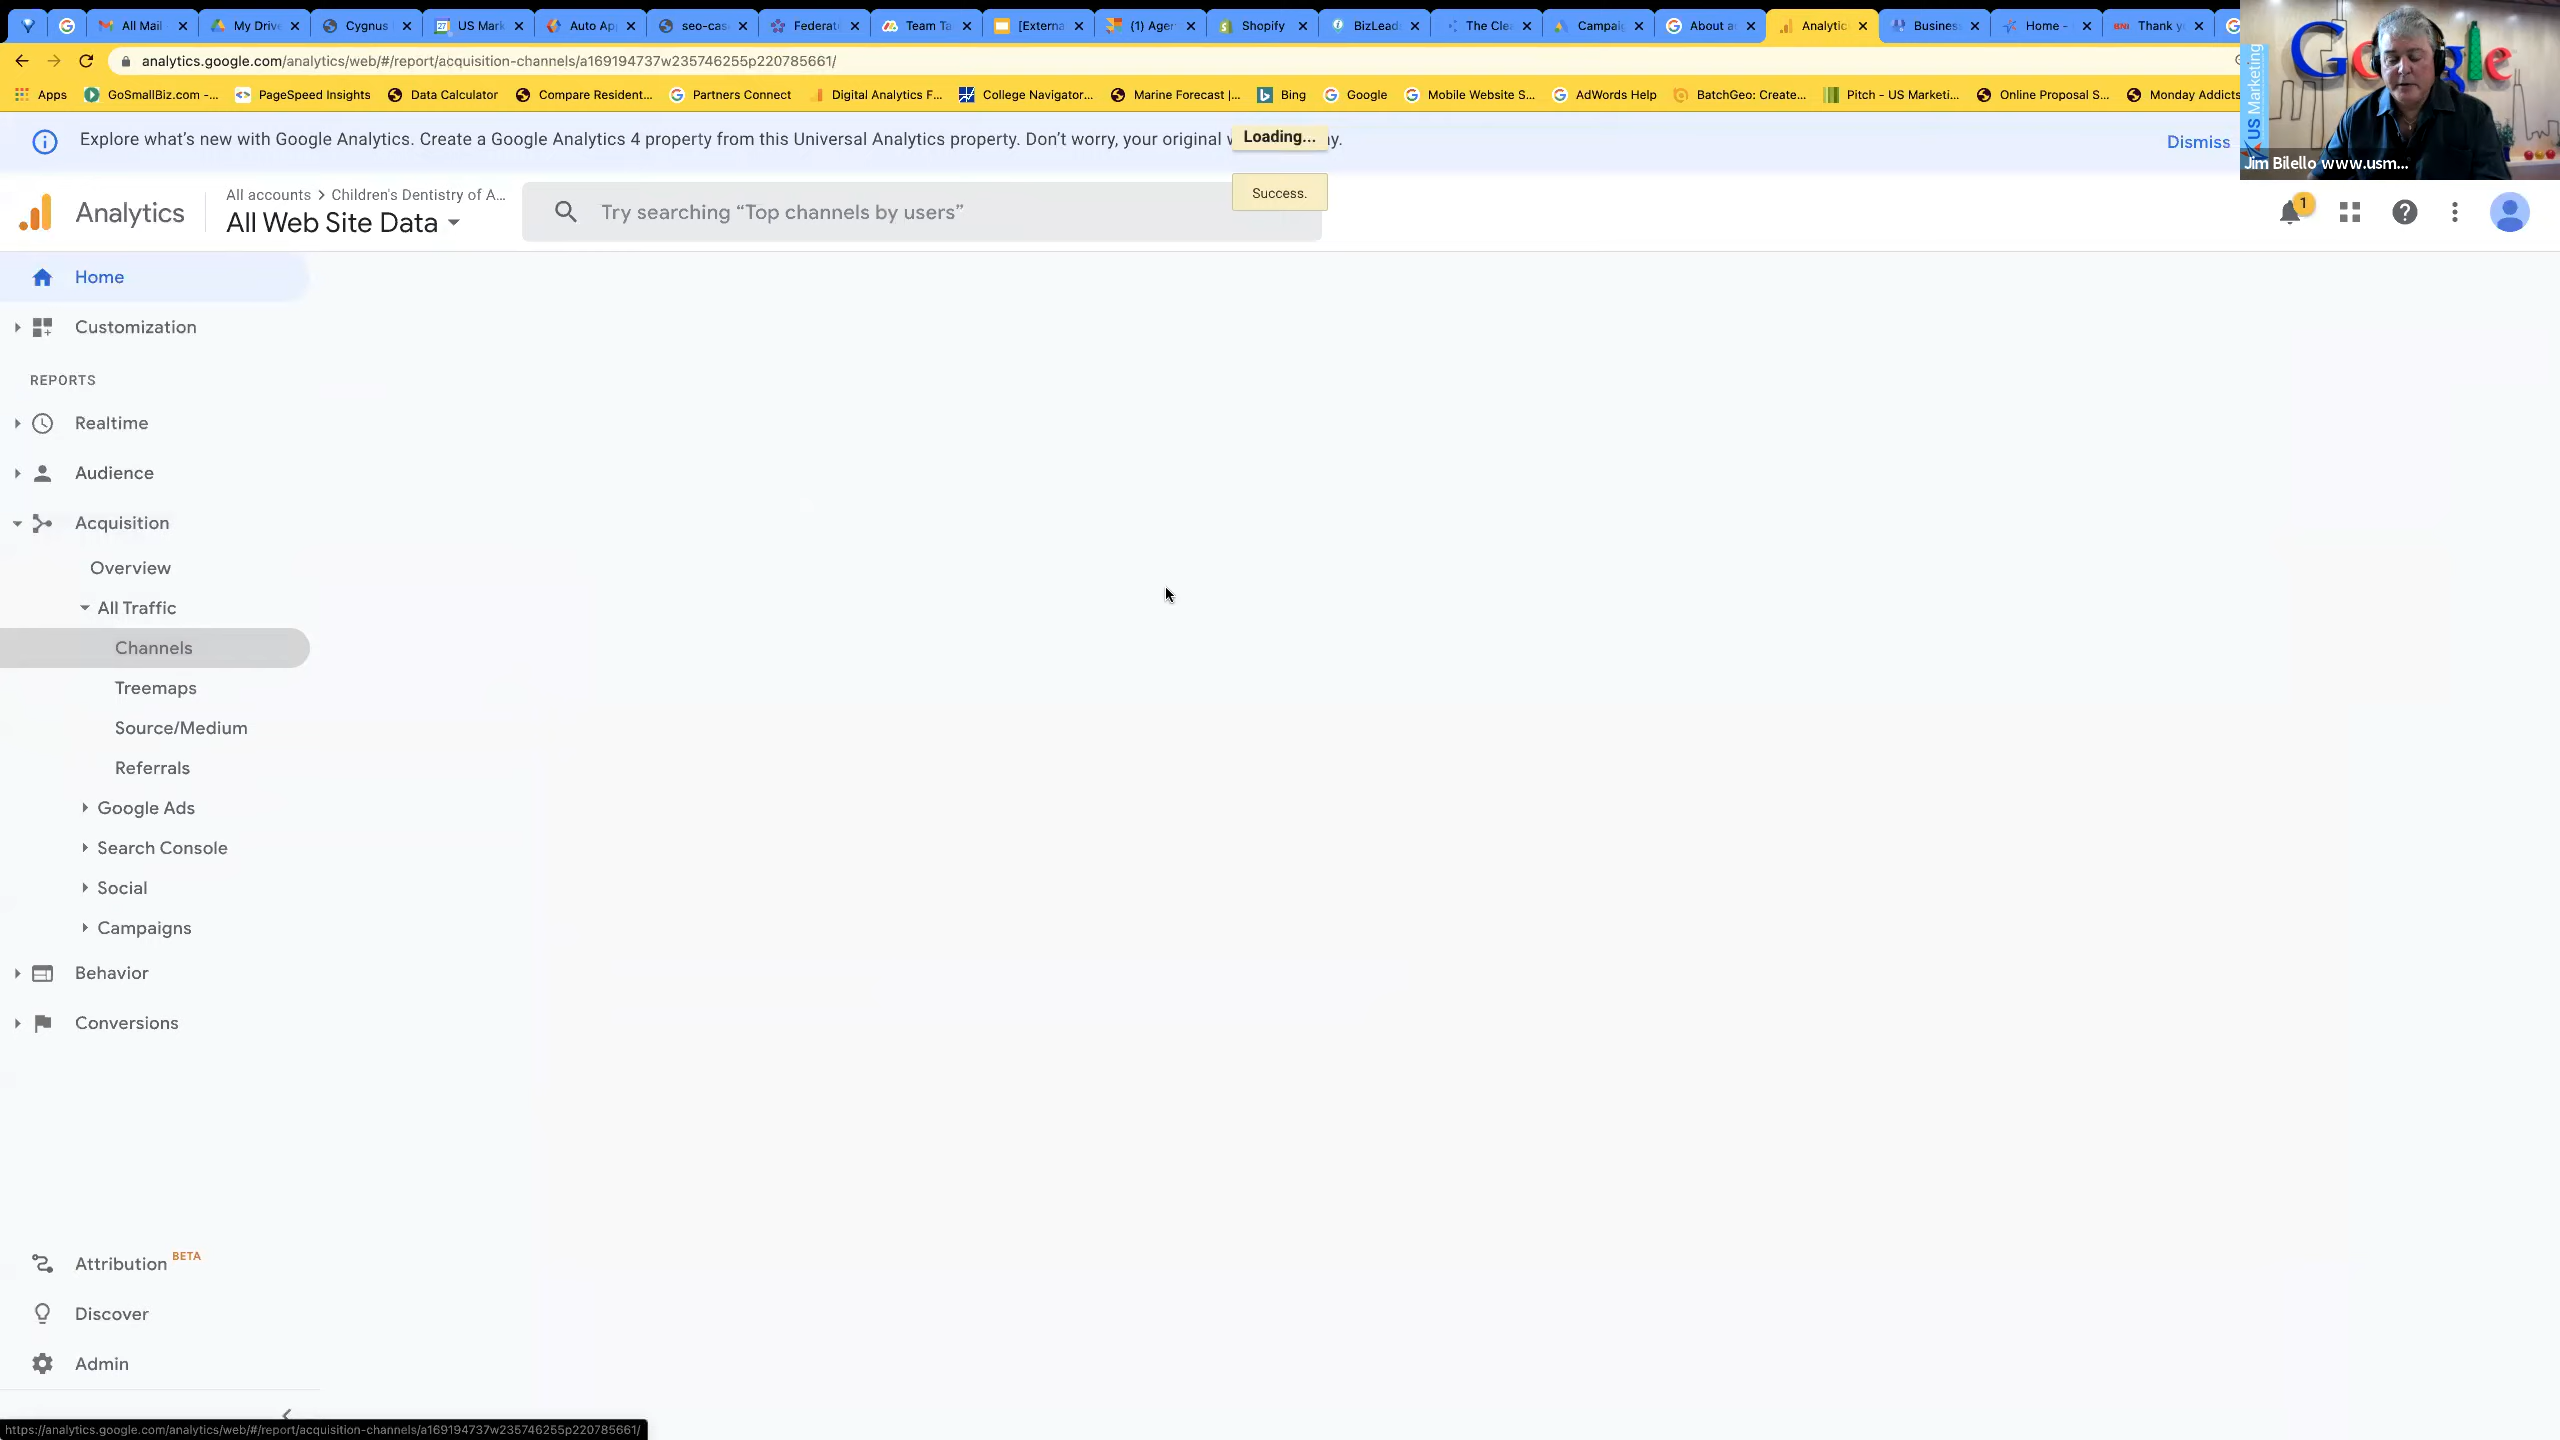 All Mail
My Drive
Cygnus
US Mark
Auto Ap
seo-cas
Federat
Team Ta
[Externa
(1) Agen
Shopify
BizLead
The Clea
Campaig
About a
Analytic
Business
Home -
BNI
Thank y
analytics.google.com/analytics/web/#/report/acquisition-channels/a169194737w235746255p220785661/
Apps
GoSmallBiz.com -...
PageSpeed Insights
Data Calculator
Compare Resident...
Partners Connect
Digital Analytics F...
College Navigator...
Marine Forecast |...
Bing
Google
Mobile Website S...
AdWords Help
BatchGeo: Create...
Pitch - US Marketi...
Online Proposal S...
Monday Addicts
Google
US Marketing
Jim Bilello www.usm...
Explore what's new with Google Analytics. Create a Google Analytics 4 property from this Universal Analytics property. Don't worry, your original
Loading...
y.
Dismiss
Success.
Analytics
All accounts > Children's Dentistry of A...
All Web Site Data
Try searching “Top channels by users”
1
Home
Customization
REPORTS
Realtime
Audience
Acquisition
Overview
All Traffic
Channels
Treemaps
Source/Medium
Referrals
Google Ads
Search Console
Social
Campaigns
Behavior
Conversions
Attribution BETA
Discover
Admin
https://analytics.google.com/analytics/web/#/report/acquisition-channels/a169194737w235746255p220785661/